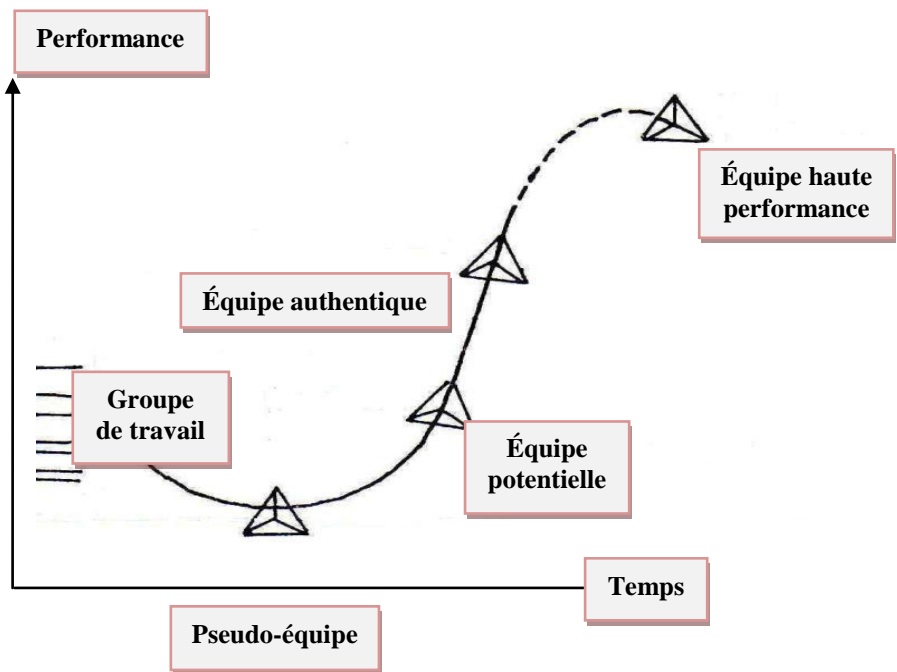 Performance
Équipe haute
performance
Équipe authentique
Groupe
de travail
Équipe
potentielle
Temps
Pseudo-équipe